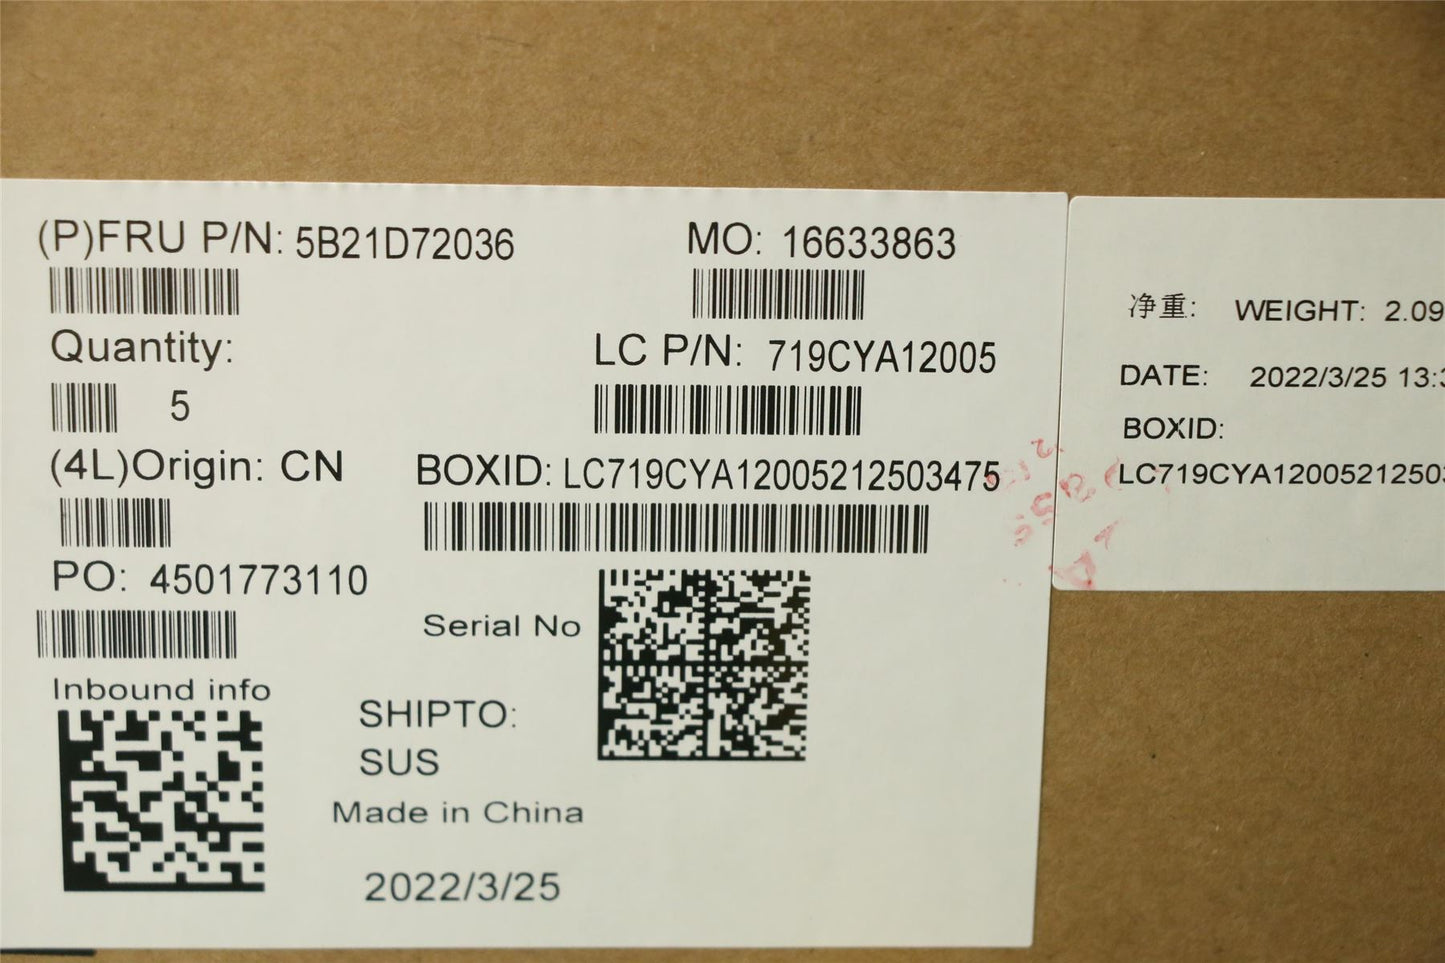 (P)FRU P/N: 5B21D72036
MO: 16633863
Quantity:
5
LC P/N: 719CYA12005
(4L)Origin: CN
BOXID: LC719CYA12005212503475
PO: 4501773110
Serial No
Inbound info
SHIPTO:
SUS
Made in China
2022/3/25
净重: WEIGHT: 2.09
DATE: 2022/3/25 13:3
BOXID:
LC719CYA12005212503